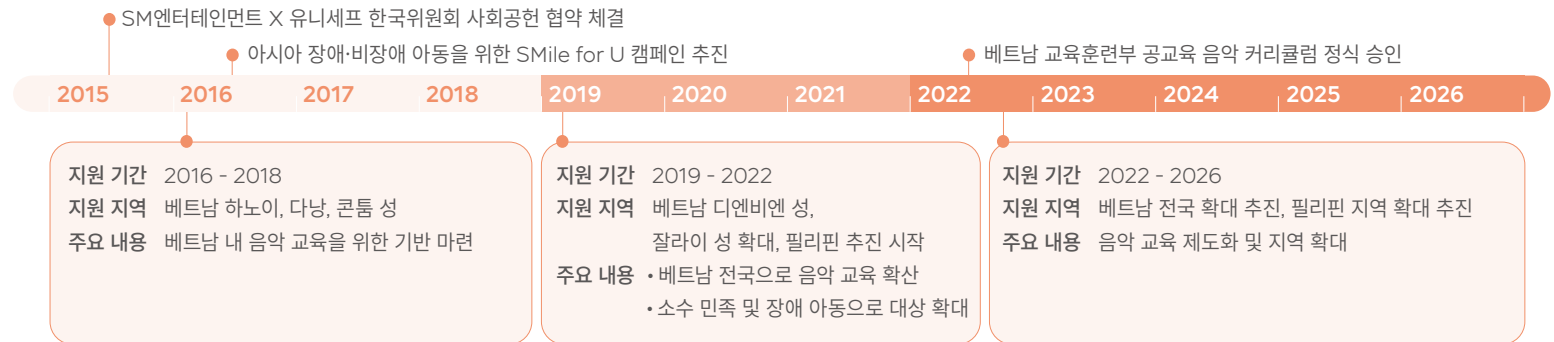 SM엔터테인먼트 X 유니세프 한국위원회 사회공헌 협약 체결
아시아 장애·비장애 아동을 위한 SMile for U 캠페인 추진
베트남 교육훈련부 공교육 음악 커리큘럼 정식 승인
2015 2016 2017 2018 2019 2020 2021 2022 2023 2024 2025 2026
지원 기간 2016 - 2018
지원 지역 베트남 하노이, 다낭, 콘툼 성
주요 내용 베트남 내 음악 교육을 위한 기반 마련
지원 기간 2019 - 2022
지원 지역 베트남 디엔비엔 성,
잘라이 성 확대, 필리핀 추진 시작
주요 내용 • 베트남 전국으로 음악 교육 확산
• 소수 민족 및 장애 아동으로 대상 확대
지원 기간 2022 - 2026
지원 지역 베트남 전국 확대 추진, 필리핀 지역 확대 추진
주요 내용 음악 교육 제도화 및 지역 확대